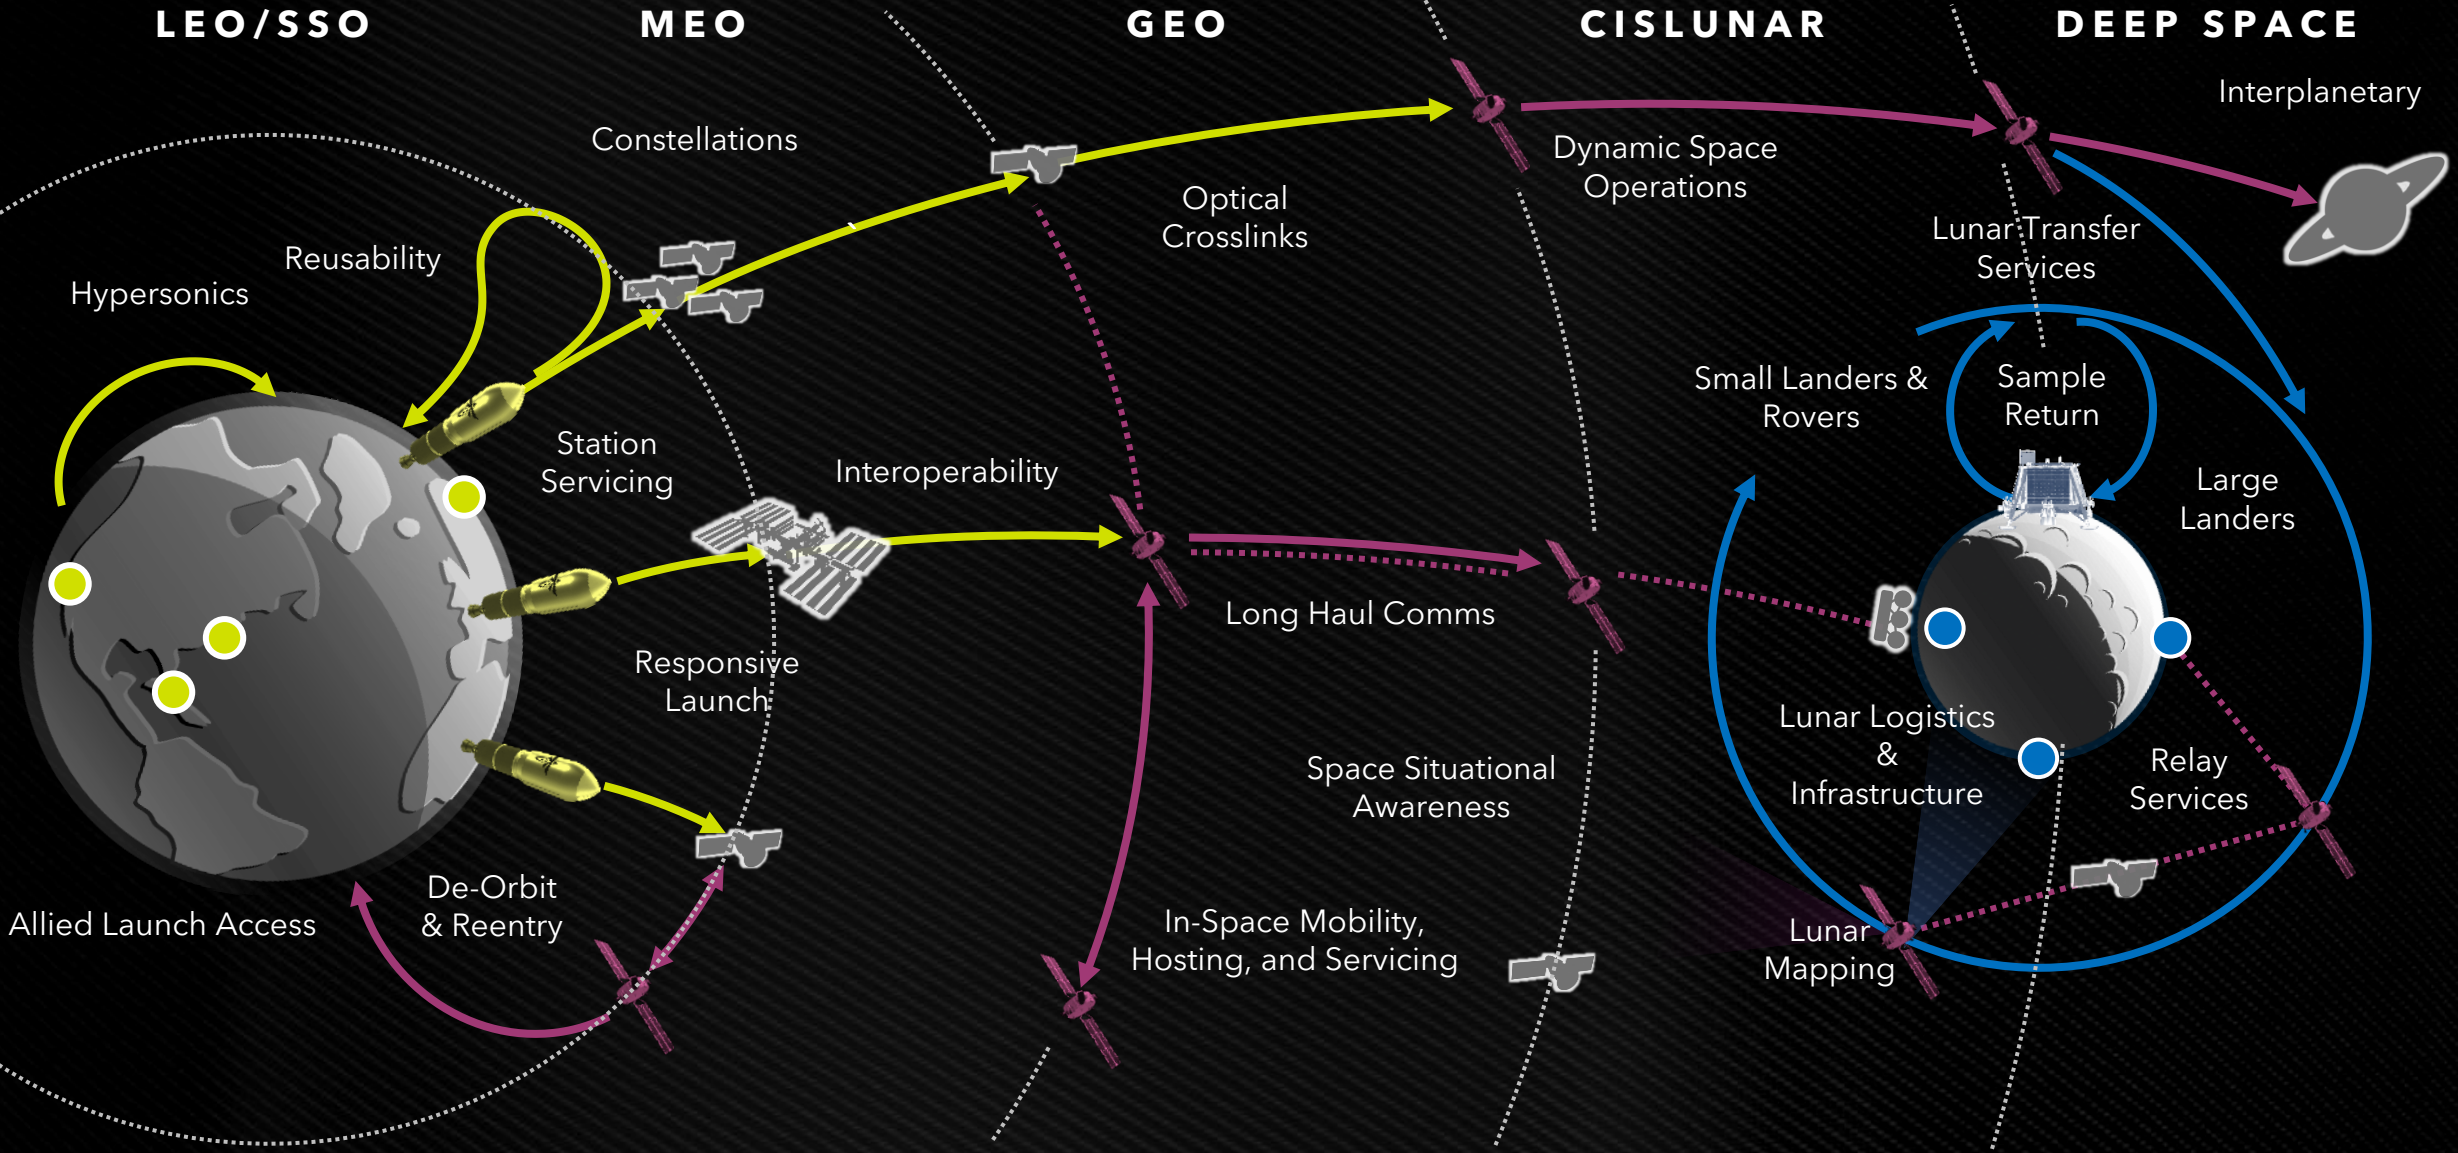 LEO/SSO
MEO
GEO
CISLUNAR
DEEP SPACE
Interplanetary
Constellations
Dynamic Space
Operations
Optical
Crosslinks
Lunar Transfer
Services
Reusability
Hypersonics
Small Landers &
Rovers
Sample
Return
Station
Servicing
Interoperability
Large
Landers
Long Haul Comms
Responsive
Launch
Lunar Logistics
&
Infrastructure
Space Situational
Awareness
Relay
Services
De-Orbit
& Reentry
Allied Launch Access
In-Space Mobility,
Hosting, and Servicing
Lunar
Mapping